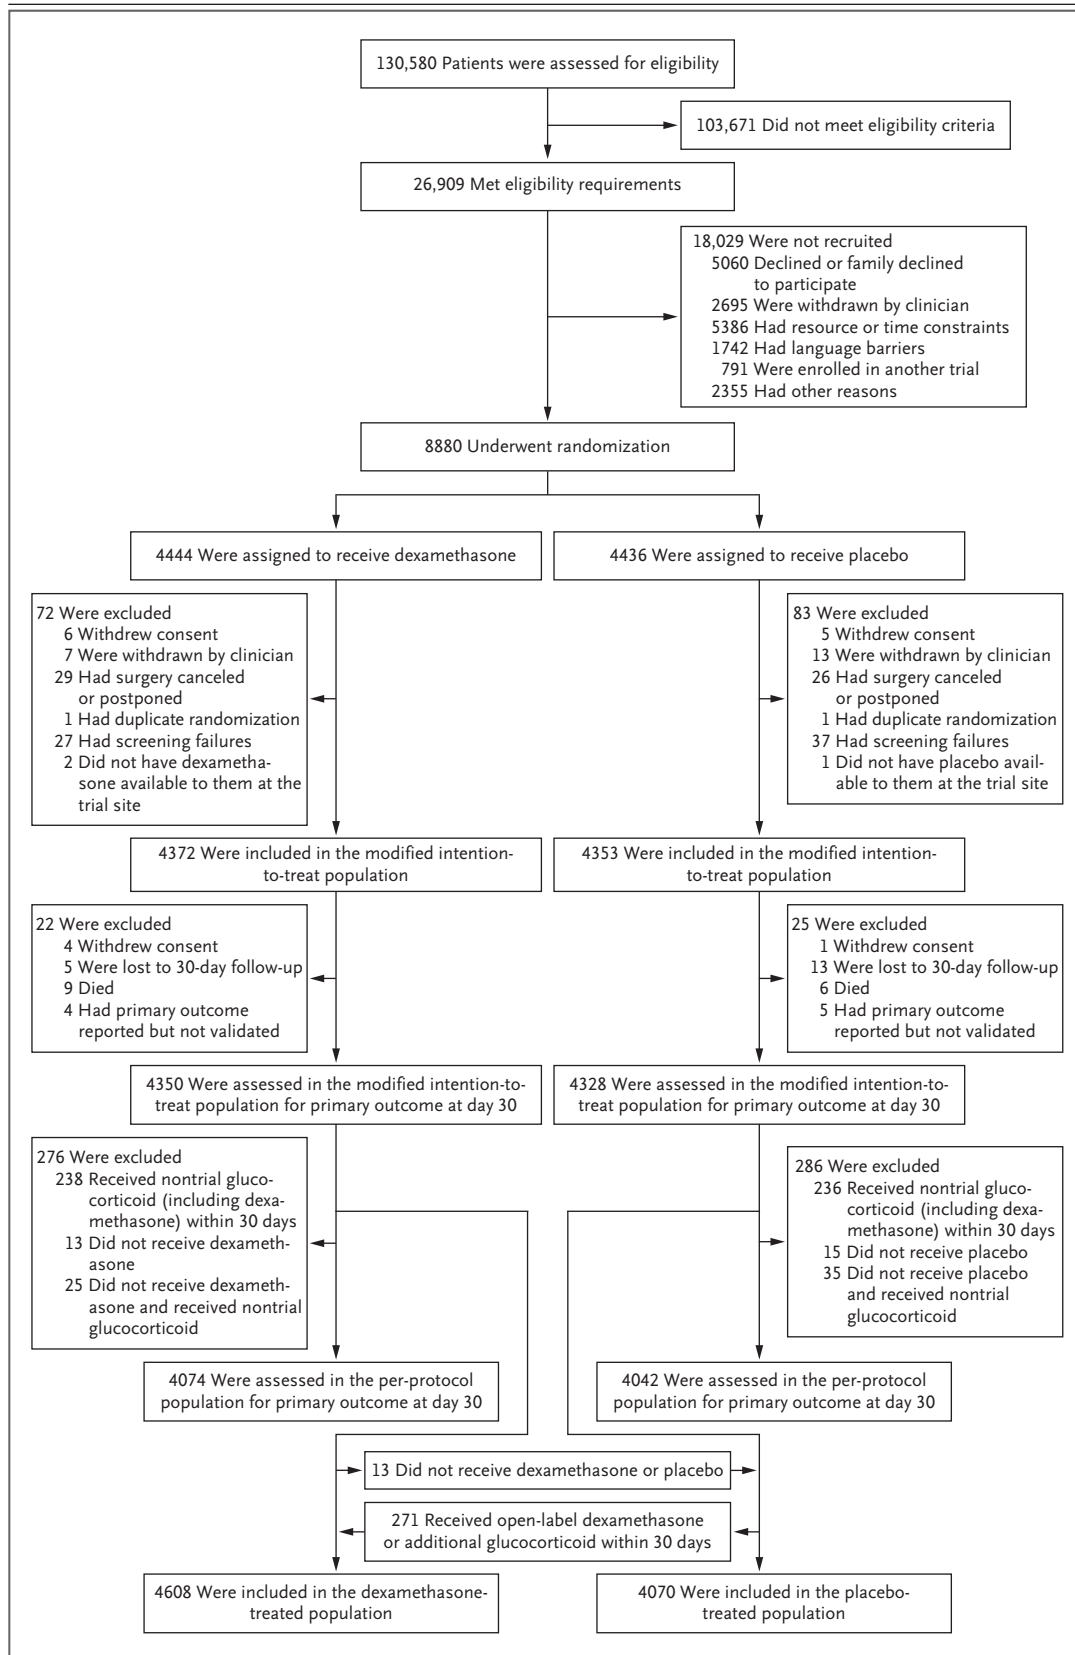 130,580 Patients were assessed for eligibility
103,671 Did not meet eligibility criteria
26,909 Met eligibility requirements
18,029 Were not recruited
5060 Declined or family declined
to participate
2695 Were withdrawn by clinician
5386 Had resource or time constraints
1742 Had language barriers
791 Were enrolled in another trial
2355 Had other reasons
8880 Underwent randomization
4444 Were assigned to receive dexamethasone
4436 Were assigned to receive placebo
72 Were excluded
6 Withdrew consent
7 Were withdrawn by clinician
29 Had surgery canceled
or postponed
1 Had duplicate randomization
27 Had screening failures
2 Did not have dexametha-
sone available to them at the
trial site
83 Were excluded
5 Withdrew consent
13 Were withdrawn by clinician
26 Had surgery canceled
or postponed
1 Had duplicate randomization
37 Had screening failures
1 Did not have placebo avail-
able to them at the trial site
4372 Were included in the modified intention-
to-treat population
4353 Were included in the modified intention-
to-treat population
22 Were excluded
4 Withdrew consent
5 Were lost to 30-day follow-up
9 Died
4 Had primary outcome
reported but not validated
25 Were excluded
1 Withdrew consent
13 Were lost to 30-day follow-up
6 Died
5 Had primary outcome
reported but not validated
4350 Were assessed in the modified intention-to-
treat population for primary outcome at day 30
4328 Were assessed in the modified intention-to-
treat population for primary outcome at day 30
276 Were excluded
238 Received nontrial gluco-
corticoid (including dexa-
methasone) within 30 days
13 Did not receive dexameth-
asone
25 Did not receive dexameth-
asone and received nontrial
glucocorticoid
286 Were excluded
236 Received nontrial gluco-
corticoid (including dexa-
methasone) within 30 days
15 Did not receive placebo
35 Did not receive placebo
and received nontrial
glucocorticoid
4074 Were assessed in the per-protocol
population for primary outcome at day 30
4042 Were assessed in the per-protocol
population for primary outcome at day 30
13 Did not receive dexamethasone or placebo
271 Received open-label dexamethasone
or additional glucocorticoid within 30 days
4608 Were included in the dexamethasone-
treated population
4070 Were included in the placebo-
treated population